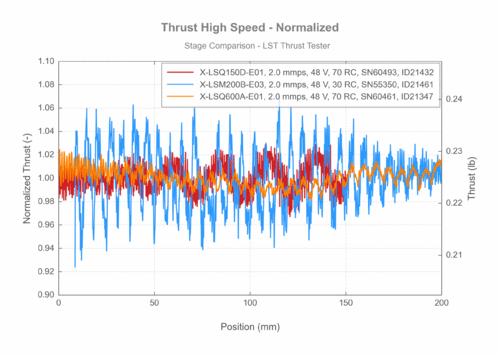 Thrust High Speed - Normalized
Stage Comparison - LST Thrust Tester
X-LSQ150D-E01, 2.0 mmps, 48 V, 70 RC, SN60493, ID21432
X-LSM200B-E03, 2.0 mmps, 48 V, 30 RC, SN55350, ID21461
X-LSQ600A-E01, 2.0 mmps, 48 V, 70 RC, SN60461, ID21347
1.10
1.08
1.06
1.04
1.02
1.00
0.98
0.96
0.94
0.92
0.90
Normalized Thrust (-)
0.24
0.23
0.22
0.21
Thrust (lb)
0
50
100
150
200
Position (mm)